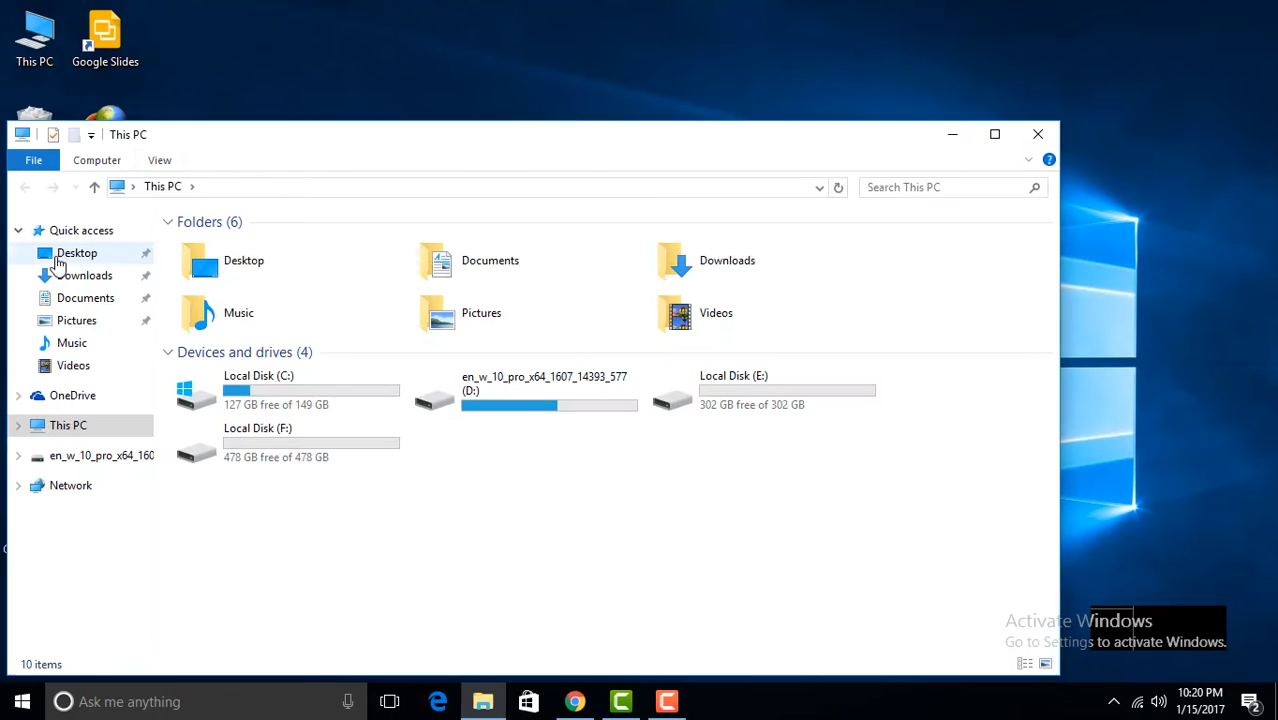 This PC
Google Slides
This PC
File
Computer
View
This PC
Search This PC
Quick access
Desktop
Downloads
Documents
Pictures
Music
Videos
OneDrive
This PC
en_w_10_pro_x64_160
Network
Folders (6)
Desktop
Documents
Downloads
Music
Pictures
Videos
Devices and drives (4)
Local Disk (C:)
127 GB free of 149 GB
en_w_10_pro_x64_1607_14393_577
(D:)
Local Disk (E:)
302 GB free of 302 GB
Local Disk (F:)
478 GB free of 478 GB
10 items
Activate Windows
Go to Settings to activate Windows.
Ask me anything
10:20 PM
1/15/2017
2